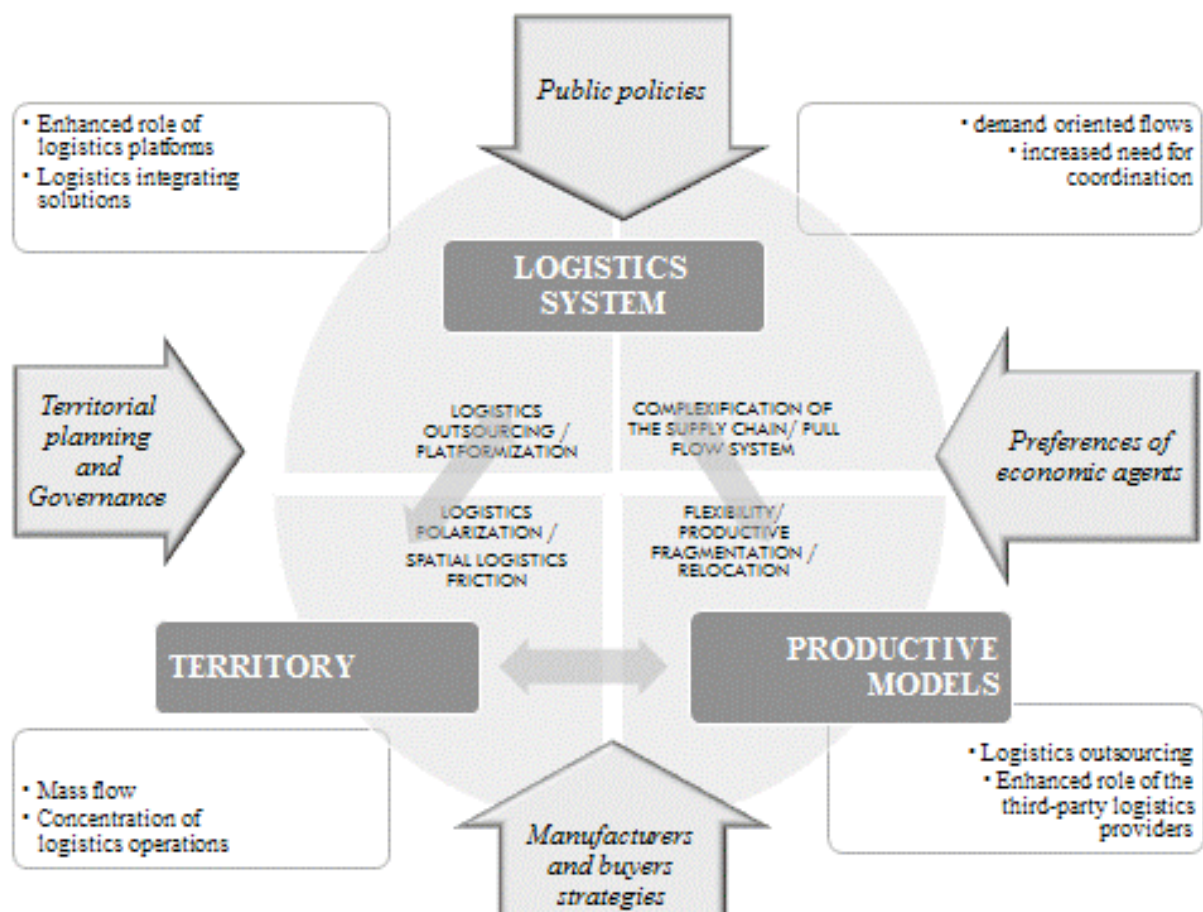 Public policies
• Enhanced role of
logistics platforms
• Logistics integrating
solutions
• demand oriented flows
• increased need for
coordination
LOGISTICS
SYSTEM
Territorial
planning
and
Governance
LOGISTICS
OUTSOURCING /
PLATFORMIZATION
COMPLEXIFICATION OF
THE SUPPLY CHAIN/ PULL
FLOW SYSTEM
Preferences of
economic agents
LOGISTICS
POLARIZATION /
SPATIAL LOGISTICS
FRICTION
FLEXIBILITY/
PRODUCTIVE
FRAGMENTATION /
RELOCATION
TERRITORY
PRODUCTIVE
MODELS
• Mass flow
• Concentration of
logistics operations
Manufacturers
and buyers
strategies
• Logistics outsourcing
• Enhanced role of the
third-party logistics
providers